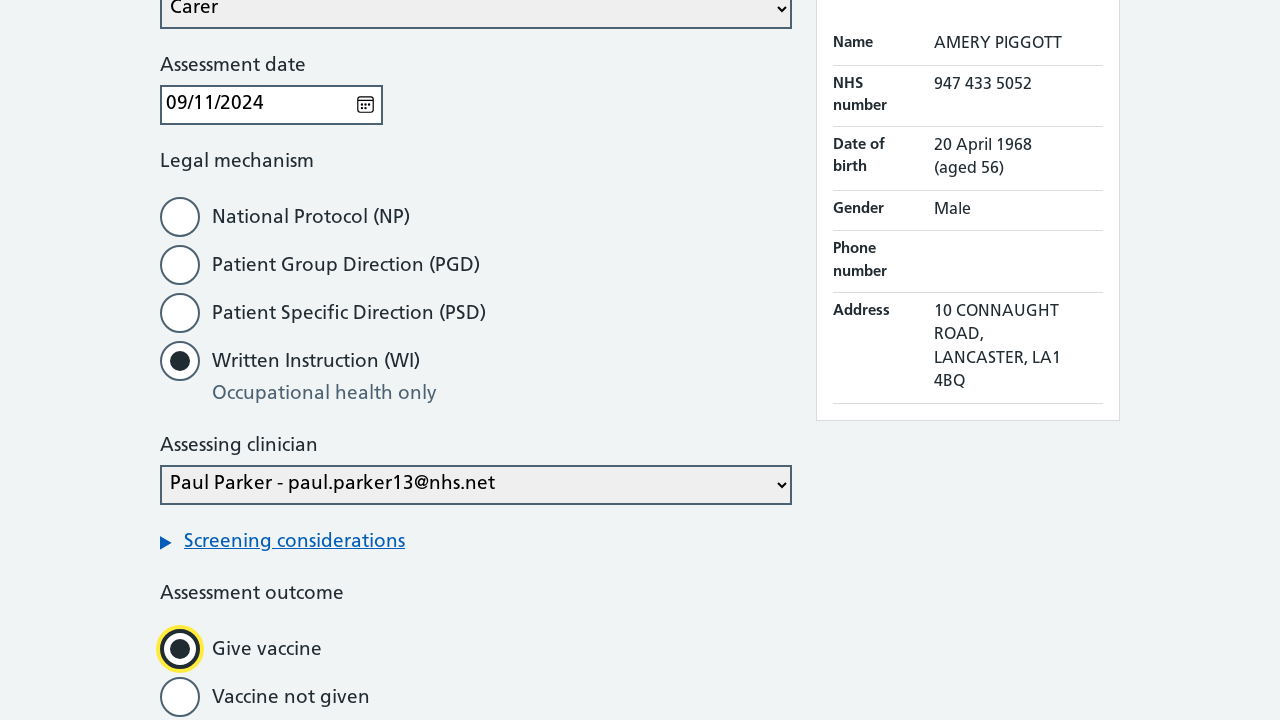 Carer
Assessment date
09/11/2024
Legal mechanism
National Protocol (NP)
Patient Group Direction (PGD)
Patient Specific Direction (PSD)
Written Instruction (WI)
Occupational health only
Assessing clinician
Paul Parker - paul.parker13@nhs.net
Screening considerations
Assessment outcome
Give vaccine
Vaccine not given
Name AMERY PIGGOTT
NHS number 947 433 5052
Date of birth 20 April 1968 (aged 56)
Gender Male
Phone number
Address 10 CONNAUGHT ROAD, LANCASTER, LA1 4BQ